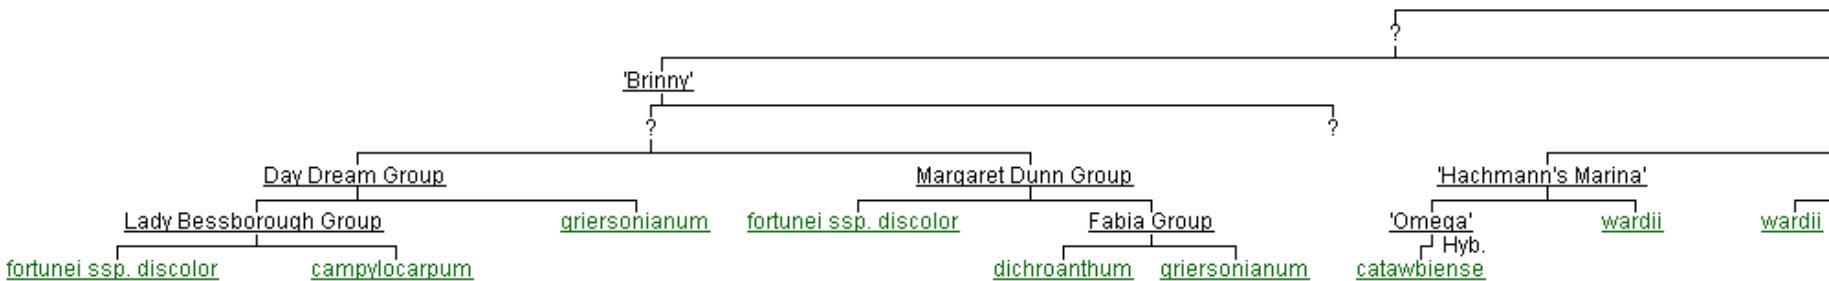 ?
'Brinny'
? ?
Day Dream Group Margaret Dunn Group 'Hachmann's Marina'
Lady Bessborough Group griersonianum fortunei ssp. discolor Fabia Group 'Omega' wardii wardii
Hyb.
fortunei ssp. discolor campylocarpum dichroanthum griersonianum catawbiense